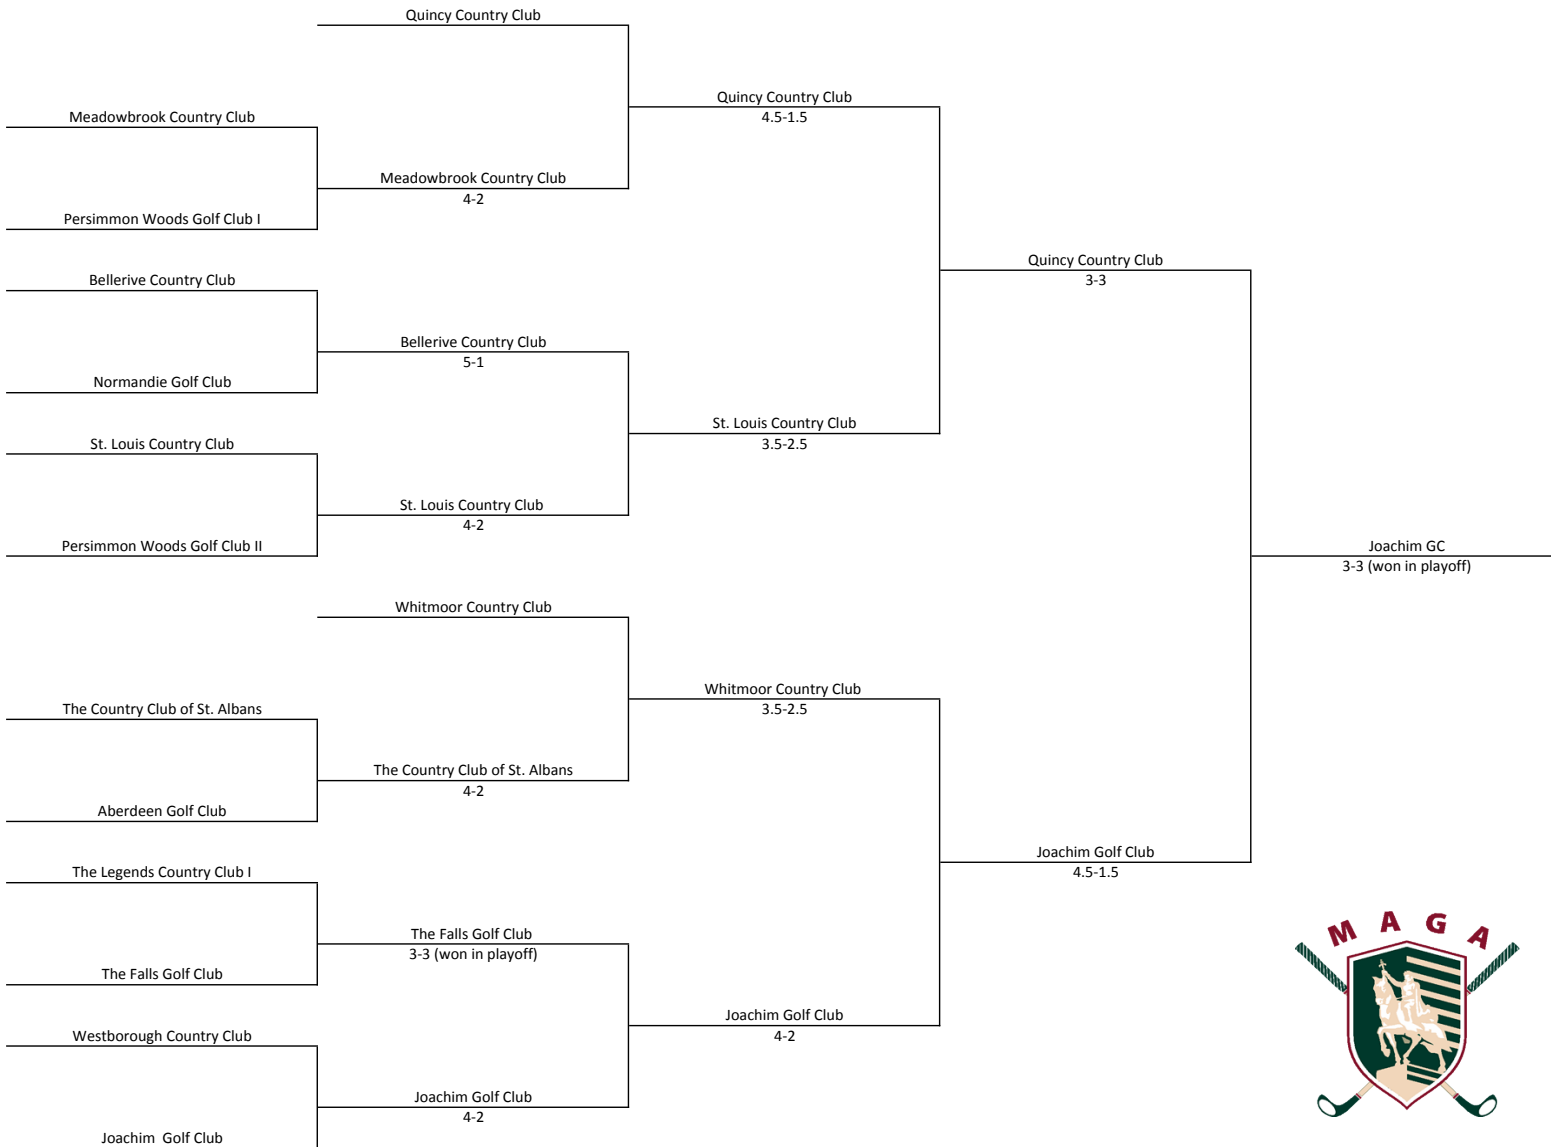 Quincy Country Club
Quincy Country Club
4.5-1.5
Meadowbrook Country Club
Meadowbrook Country Club
4-2
Persimmon Woods Golf Club I
Quincy Country Club
3-3
Bellerive Country Club
Bellerive Country Club
5-1
Normandie Golf Club
St. Louis Country Club
3.5-2.5
St. Louis Country Club
St. Louis Country Club
4-2
Persimmon Woods Golf Club II
Joachim GC
3-3 (won in playoff)
Whitmoor Country Club
Whitmoor Country Club
3.5-2.5
The Country Club of St. Albans
The Country Club of St. Albans
4-2
Aberdeen Golf Club
Joachim Golf Club
4.5-1.5
The Legends Country Club I
The Falls Golf Club
3-3 (won in playoff)
The Falls Golf Club
Joachim Golf Club
4-2
Westborough Country Club
Joachim Golf Club
4-2
Joachim  Golf Club
MAGA